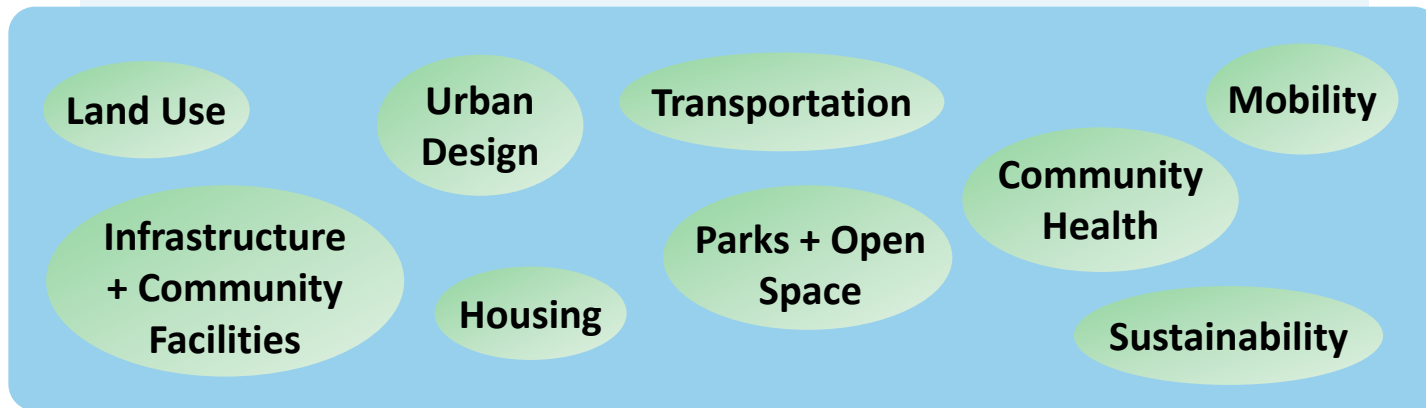 Land Use
Urban
Design
Transportation
Mobility
Community
Health
Infrastructure
+ Community
Facilities
Housing
Parks + Open
Space
Sustainability